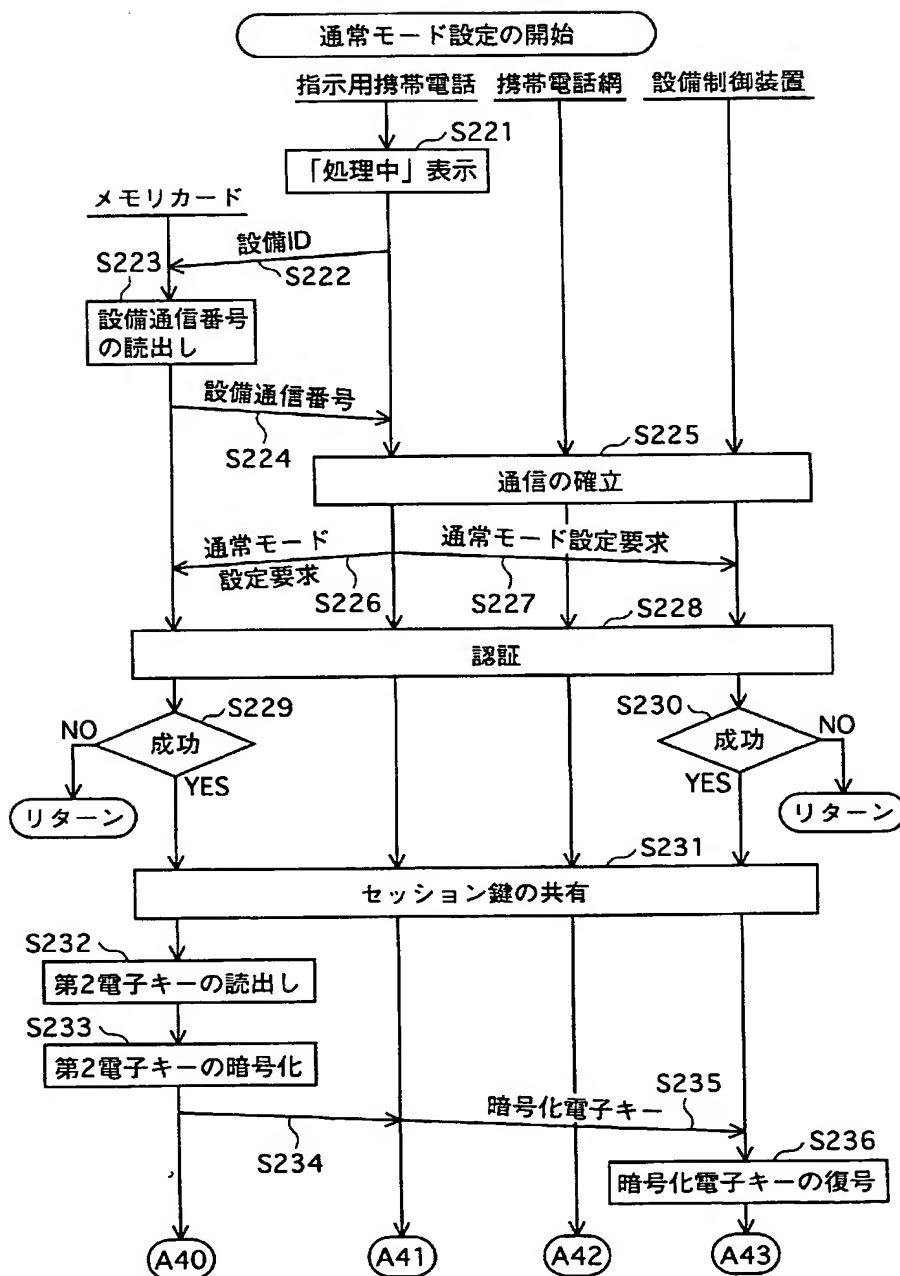 通常モード設定の開始
指示用携帯電話 携帯電話網 設備制御装置
S221
「処理中」表示
メモリカード
設備ID
S222
S223
設備通信番号
の読出し
設備通信番号
S224
S225
通信の確立
通常モード
設定要求
通常モード設定要求
S226
S227
S228
認証
S229
NO
成功
YES
リターン
S230
成功
NO
YES
リターン
S231
セッション鍵の共有
S232
第2電子キーの読出し
S233
第2電子キーの暗号化
S234
暗号化電子キー
S235
S236
暗号化電子キーの復号
A40
A41
A42
A43